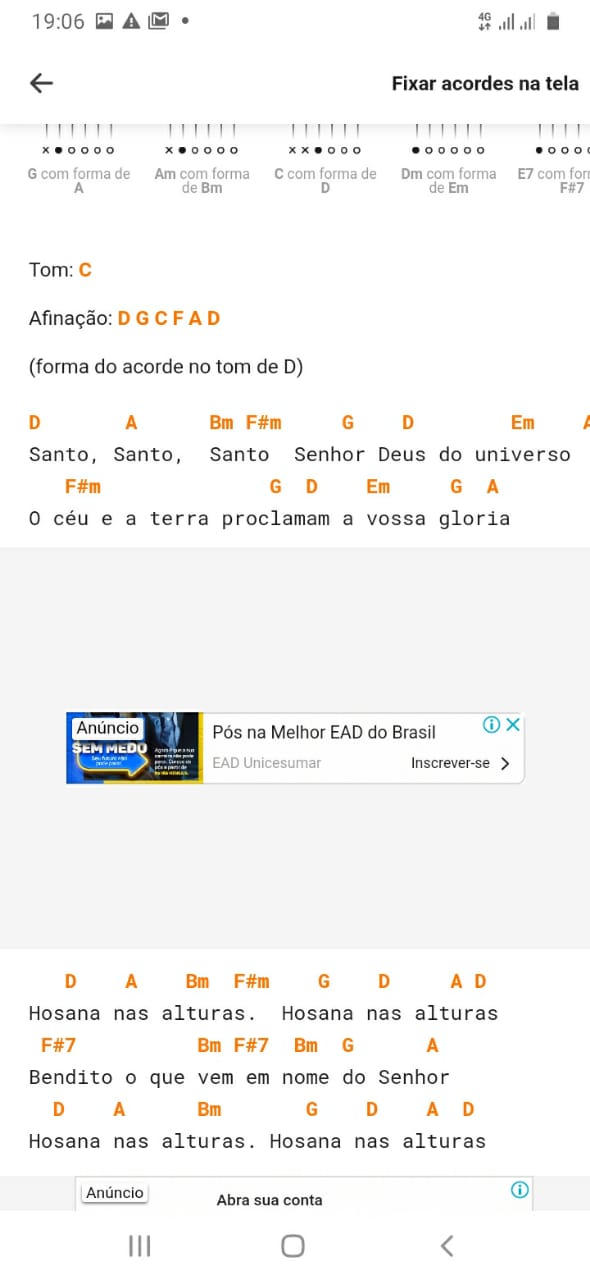 19:06 4G
Fixar acordes na tela
x ● o o o o x ● o o o o x x ● o o o ● o o o o o ● o o o
G com forma de A
Am com forma de Bm
C com forma de D
Dm com forma de Em
E7 com for F#7
Tom: C
Afinação: D G C F A D
(forma do acorde no tom de D)
D A Bm F#m G D Em A
Santo, Santo, Santo Senhor Deus do universo
F#m G D Em G A
O céu e a terra proclamam a vossa gloria
Anúncio
SEM MEDO
Pós na Melhor EAD do Brasil
EAD Unicesumar
Inscrever-se
D A Bm F#m G D A D
Hosana nas alturas. Hosana nas alturas
F#7 Bm F#7 Bm G A
Bendito o que vem em nome do Senhor
D A Bm G D A D
Hosana nas alturas. Hosana nas alturas
Anúncio
Abra sua conta